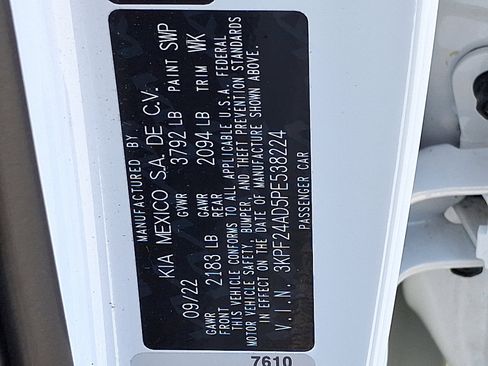 MANUFACTURED BY
KIA MEXICO S.A. DE C.V.
09/22 GVWR 3792 LB PAINT SWP
GAWR FRONT 2183 LB GAWR REAR 2094 LB TRIM WK
THIS VEHICLE CONFORMS TO ALL APPLICABLE U.S.A. FEDERAL
MOTOR VEHICLE SAFETY, BUMPER, AND THEFT PREVENTION STANDARDS
IN EFFECT ON THE DATE OF MANUFACTURE SHOWN ABOVE.
V.I.N. 3KPF24AD5PE538224
PASSENGER CAR
7610